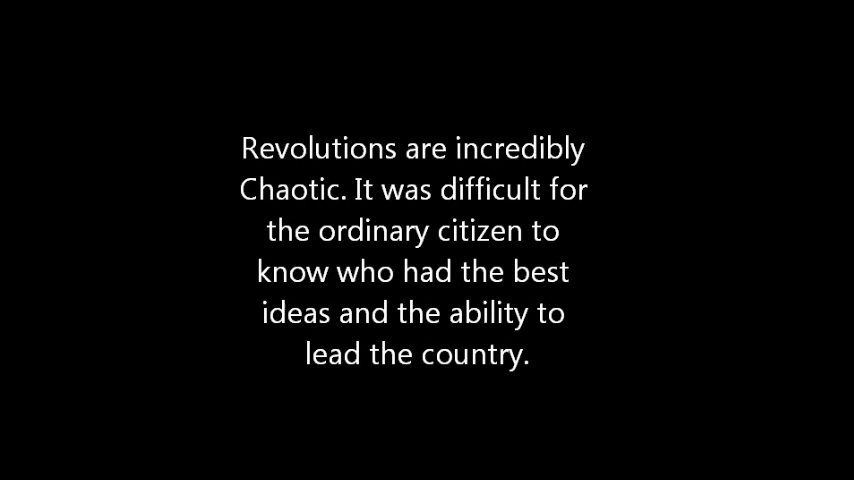 Revolutions are incredibly
Chaotic. It was difficult for
the ordinary citizen to
know who had the best
ideas and the ability to
lead the country.